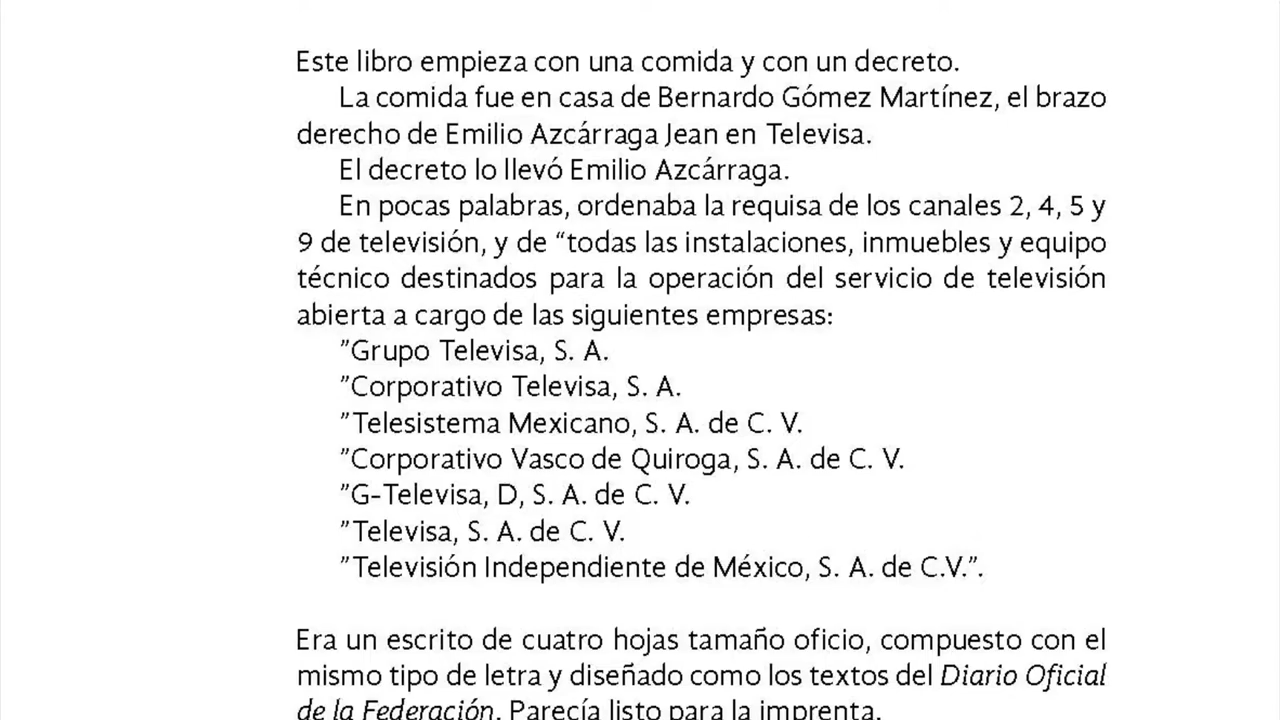 Este libro empieza con una comida y con un decreto.
La comida fue en casa de Bernardo Gómez Martínez, el brazo
derecho de Emilio Azcárraga Jean en Televisa.
El decreto lo llevó Emilio Azcárraga.
En pocas palabras, ordenaba la requisa de los canales 2, 4, 5 y
9 de televisión, y de “todas las instalaciones, inmuebles y equipo
técnico destinados para la operación del servicio de televisión
abierta a cargo de las siguientes empresas:
”Grupo Televisa, S. A.
”Corporativo Televisa, S. A.
”Telesistema Mexicano, S. A. de C. V.
”Corporativo Vasco de Quiroga, S. A. de C. V.
”G-Televisa, D, S. A. de C. V.
”Televisa, S. A. de C. V.
”Televisión Independiente de México, S. A. de C.V.”.
Era un escrito de cuatro hojas tamaño oficio, compuesto con el
mismo tipo de letra y diseñado como los textos del Diario Oficial
de la Federación. Parecía listo para la imprenta.